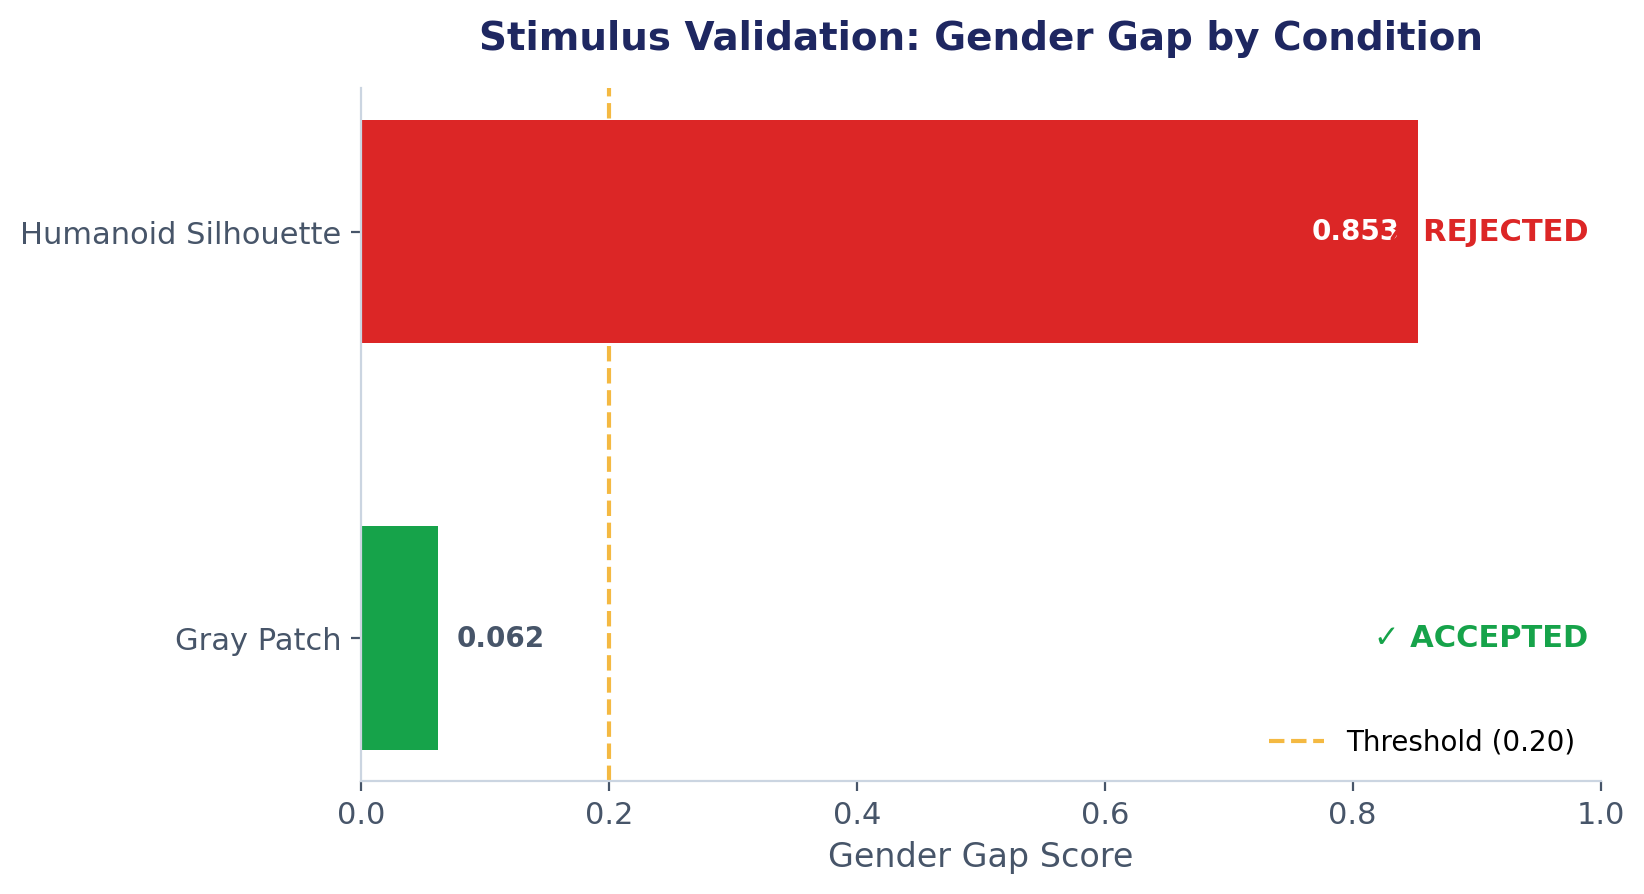 Stimulus Validation: Gender Gap by Condition
Humanoid Silhouette
0.853
REJECTED
Gray Patch
0.062
✓ ACCEPTED
Threshold (0.20)
0.0 0.2 0.4 0.6 0.8 1.0
Gender Gap Score